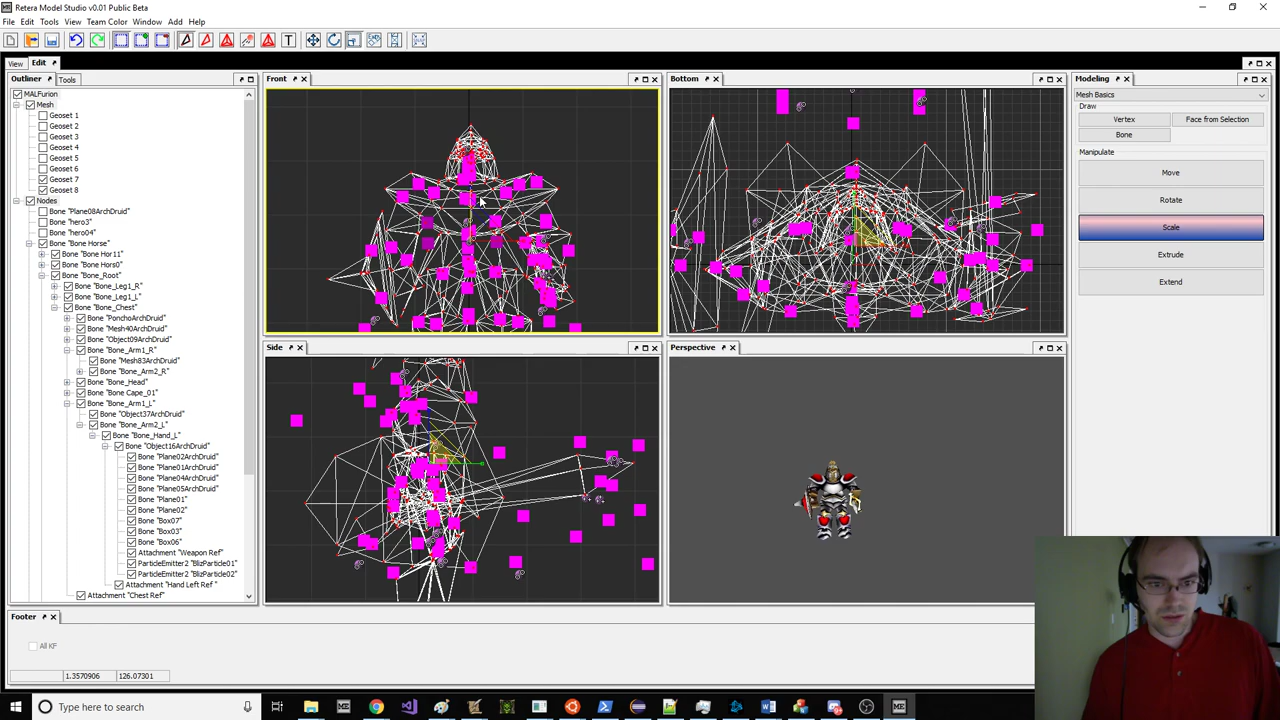 Retera Model Studio v0.01 Public Beta
File Edit Tools View Team Color Window Add Help
View Edit
Outliner Tools
MALFurion
Mesh
Geoset 1
Geoset 2
Geoset 3
Geoset 4
Geoset 5
Geoset 6
Geoset 7
Geoset 8
Nodes
Bone "Plane08ArchDruid"
Bone "hero3"
Bone "hero04"
Bone "Bone Horse"
Bone "Bone Hor11"
Bone "Bone Hors0"
Bone "Bone_Root"
Bone "Bone_Leg1_R"
Bone "Bone_Leg1_L"
Bone "Bone_Chest"
Bone "PonchoArchDruid"
Bone "Mesh40ArchDruid"
Bone "Object09ArchDruid"
Bone "Bone_Arm1_R"
Bone "Mesh83ArchDruid"
Bone "Bone_Arm2_R"
Bone "Bone_Head"
Bone "Bone Cape_01"
Bone "Bone_Arm1_L"
Bone "Object37ArchDruid"
Bone "Bone_Arm2_L"
Bone "Bone_Hand_L"
Bone "Object16ArchDruid"
Bone "Plane02ArchDruid"
Bone "Plane01ArchDruid"
Bone "Plane04ArchDruid"
Bone "Plane05ArchDruid"
Bone "Plane01"
Bone "Plane02"
Bone "Box07"
Bone "Box03"
Bone "Box06"
Attachment "Weapon Ref"
ParticleEmitter2 "BlizParticle01"
ParticleEmitter2 "BlizParticle02"
Attachment "Hand Left Ref "
Attachment "Chest Ref"
Front
Bottom
Side
Perspective
Modeling
Mesh Basics
Draw
Vertex Face from Selection
Bone
Manipulate
Move
Rotate
Scale
Extrude
Extend
Footer
All KF
1.3570906 126.07301
Type here to search